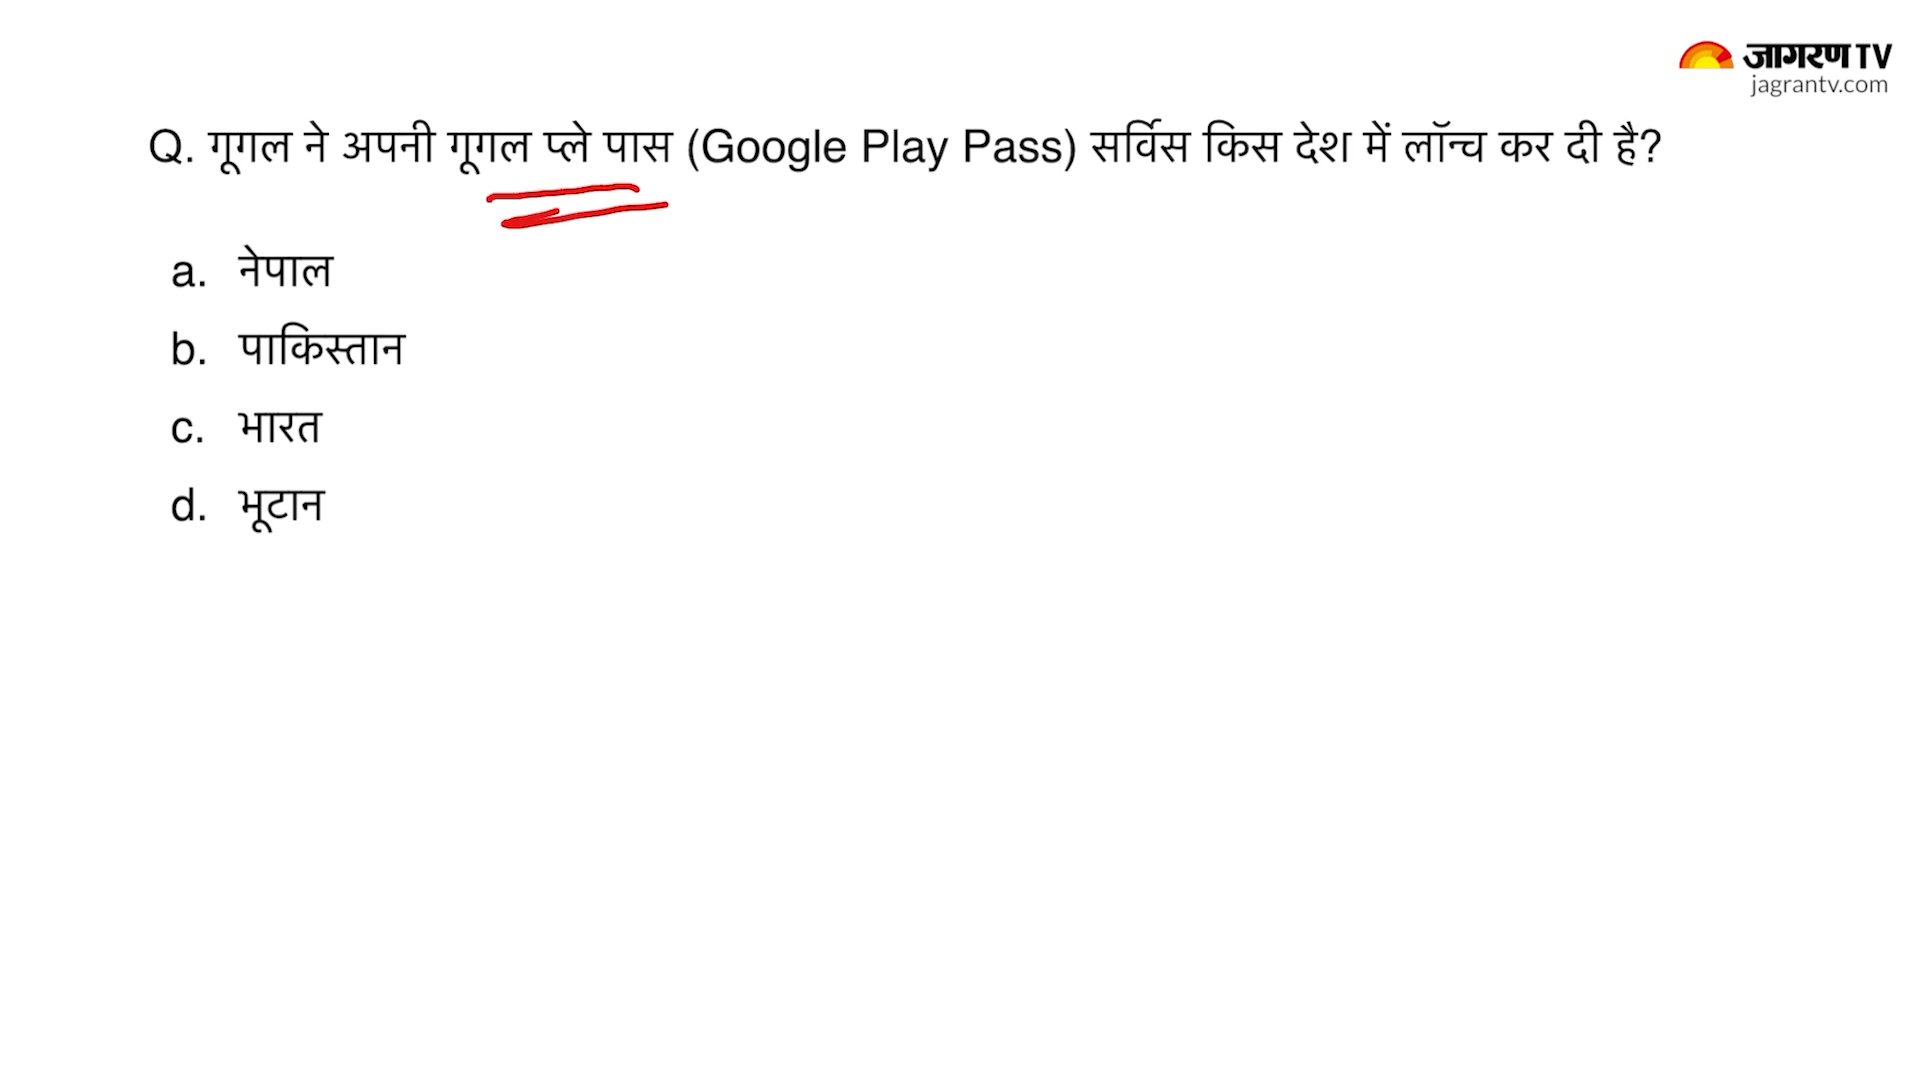 जागरण TV
jagrantv.com
Q. गूगल ने अपनी गूगल प्ले पास (Google Play Pass) सर्विस किस देश में लॉन्च कर दी है?
a. नेपाल
b. पाकिस्तान
c. भारत
d. भूटान